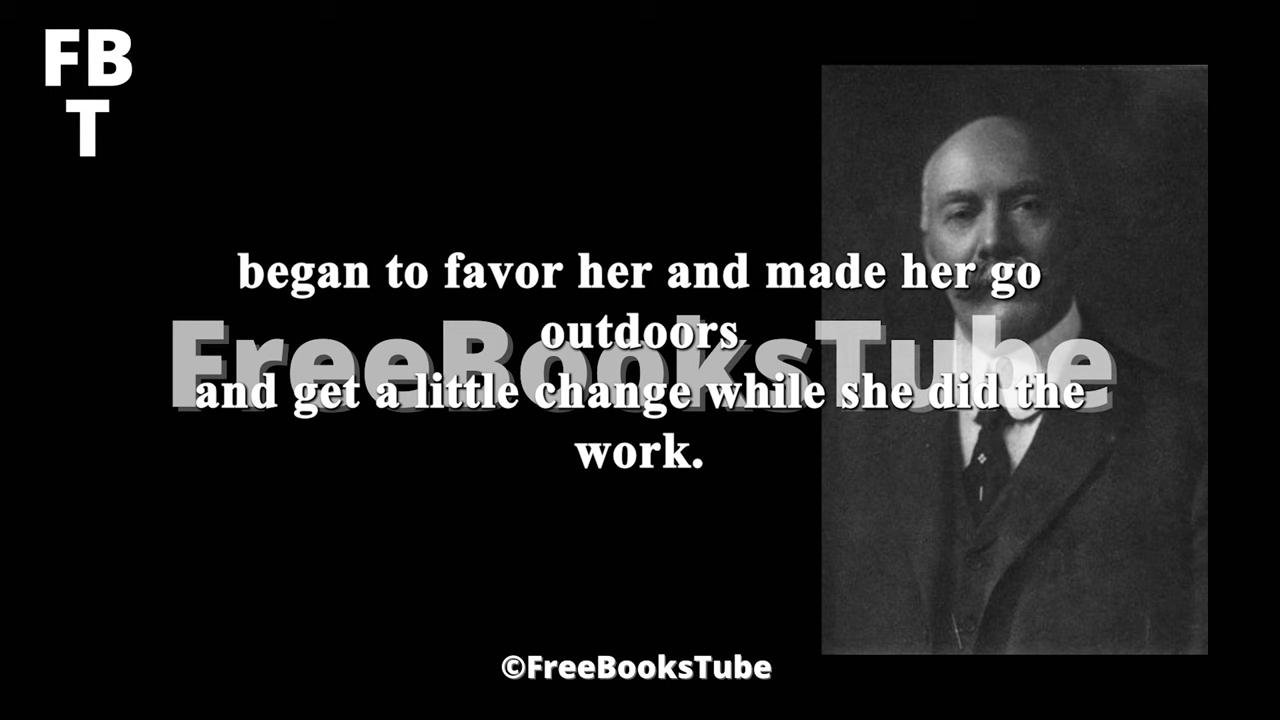 FB
T
began to favor her and made her go
outdoors
FreeBooksTube
and get a little change while she did the
work.
©FreeBooksTube